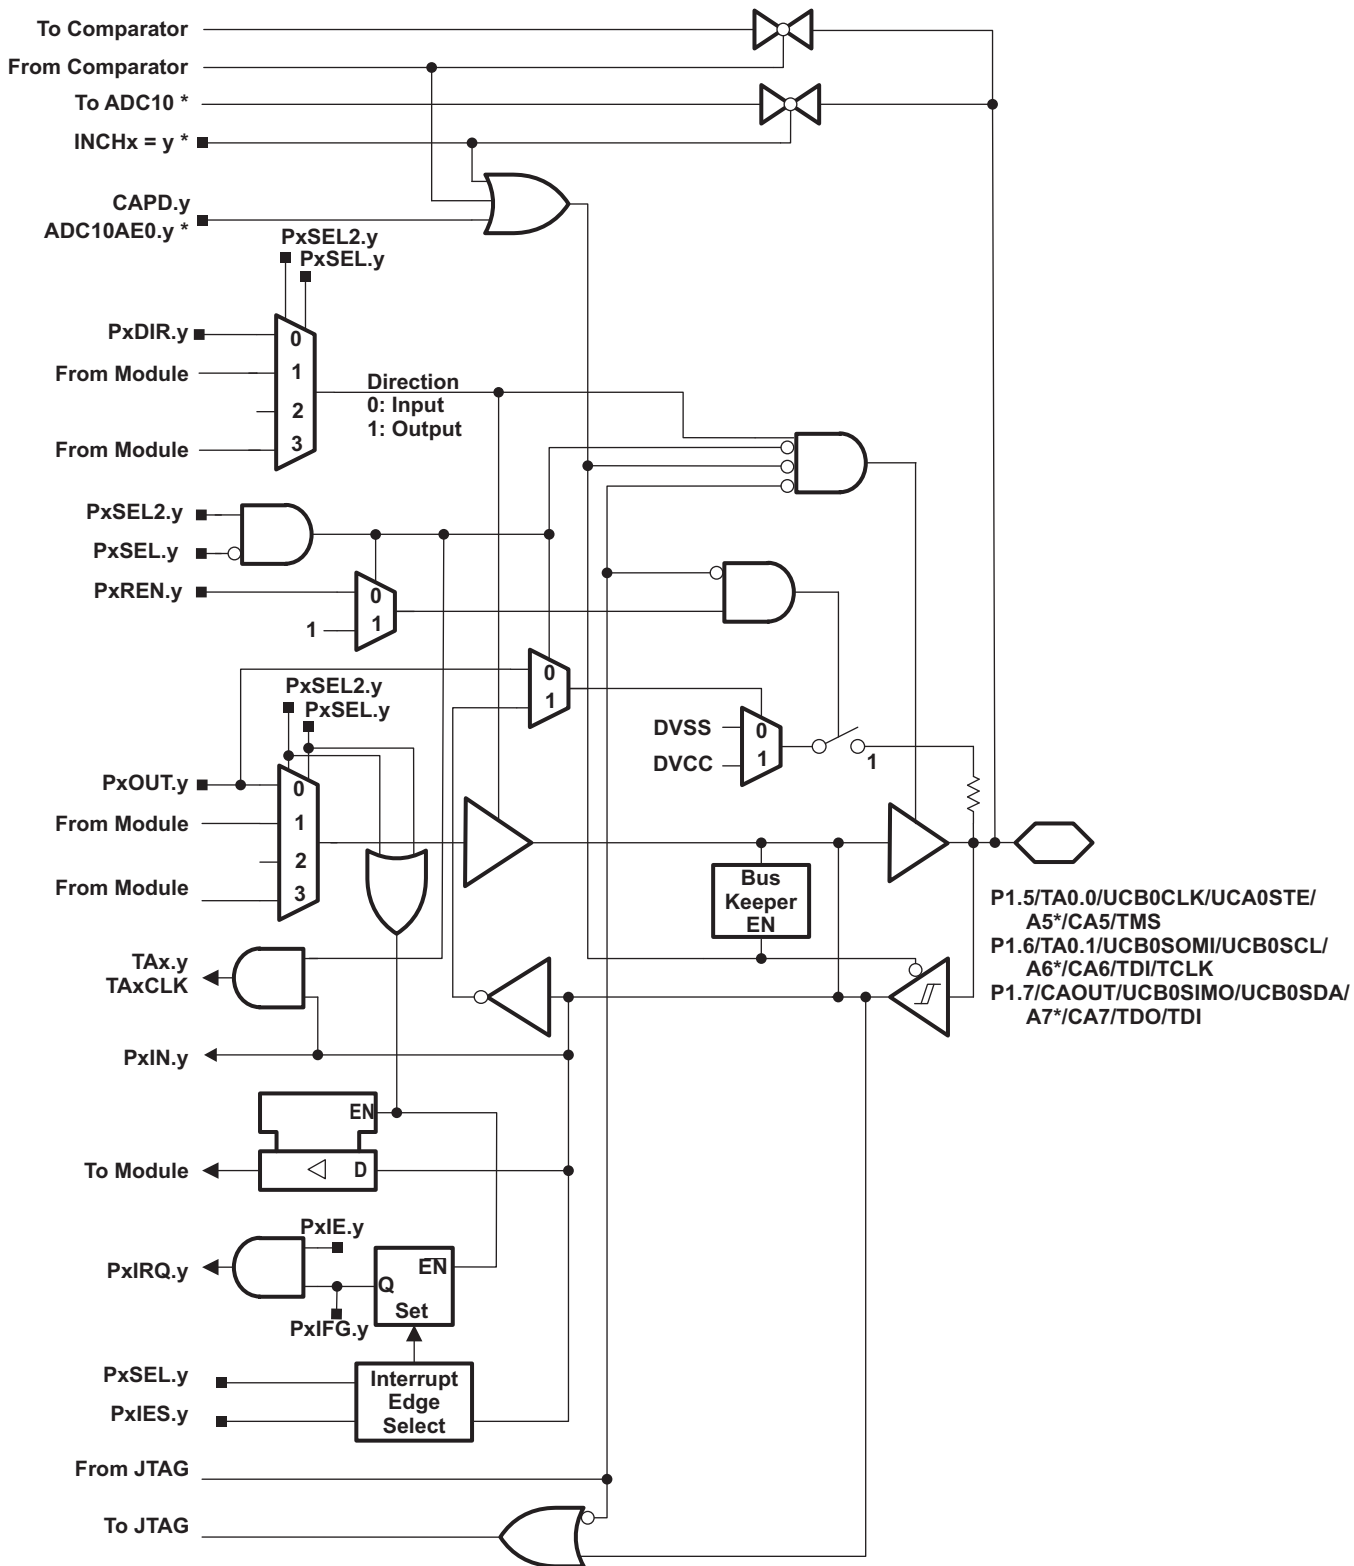 To Comparator
From Comparator
To ADC10 *
INCHx = y *
CAPD.y
ADC10AE0.y *
PxSEL2.y
PxSEL.y
PxDIR.y
0
From Module
1
2
From Module
3
Direction
0: Input
1: Output
PxSEL2.y
PxSEL.y
PxREN.y
0
1
1
0
1
PxSEL2.y
PxSEL.y
DVSS
0
DVCC
1
1
PxOUT.y
0
From Module
1
2
From Module
3
Bus
Keeper
EN
P1.5/TA0.0/UCB0CLK/UCA0STE/
A5*/CA5/TMS
P1.6/TA0.1/UCB0SOMI/UCB0SCL/
A6*/CA6/TDI/TCLK
P1.7/CAOUT/UCB0SIMO/UCB0SDA/
A7*/CA7/TDO/TDI
TAx.y
TAxCLK
PxIN.y
EN
To Module
D
PxIE.y
PxIRQ.y
EN
Q
Set
PxIFG.y
PxSEL.y
PxIES.y
Interrupt
Edge
Select
From JTAG
To JTAG